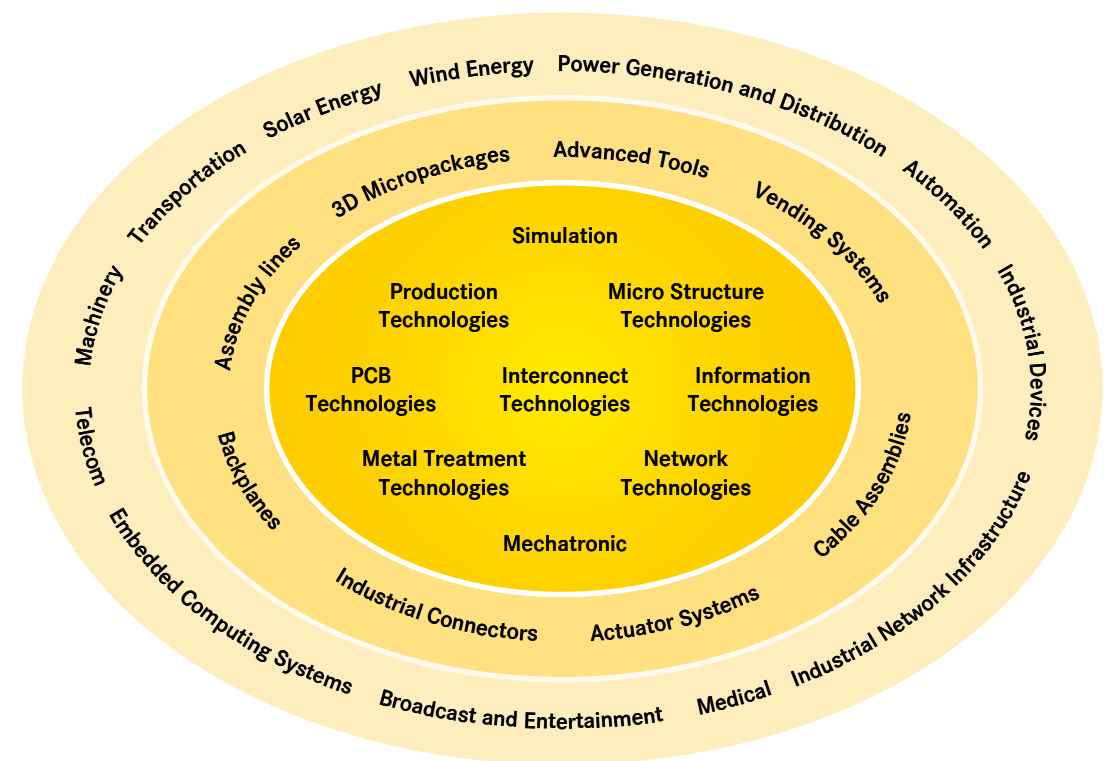 Wind Energy
Power Generation and Distribution
Automation
Industrial Devices
Industrial Network Infrastructure
Medical
Broadcast and Entertainment
Embedded Computing Systems
Telecom
Machinery
Transportation
Solar Energy
3D Micropackages
Advanced Tools
Vending Systems
Cable Assemblies
Actuator Systems
Industrial Connectors
Backplanes
Assembly lines
Simulation
Production
Technologies
Micro Structure
Technologies
PCB
Technologies
Interconnect
Technologies
Information
Technologies
Metal Treatment
Technologies
Network
Technologies
Mechatronic